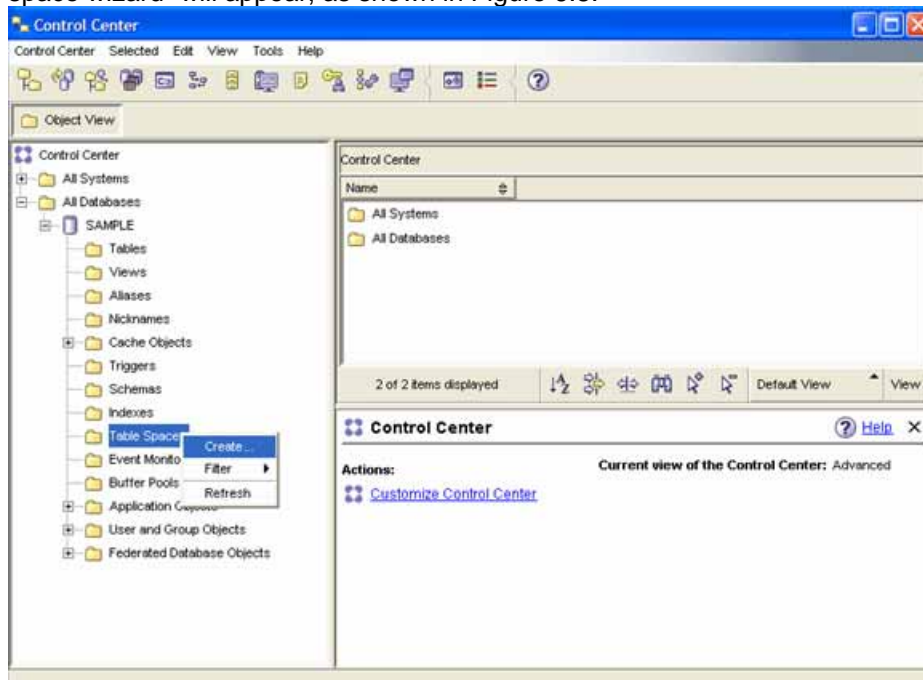 space wizard" will appear, as shown in Figure
Control Center
Control Center Selected Edit View Tools Help
Object View
Control Center
All Systems
All Databases
SAMPLE
Tables
Views
Aliases
Nicknames
Cache Objects
Triggers
Schemas
Indexes
Table Spaces
Event Monito
Buffer Pools
Application
User and Group Objects
Federated Database Objects
Create...
Filter
Refresh
Control Center
Name
All Systems
All Databases
2 of 2 items displayed
Default View
View
Control Center
Help
Actions:
Current view of the Control Center: Advanced
Customize Control Center